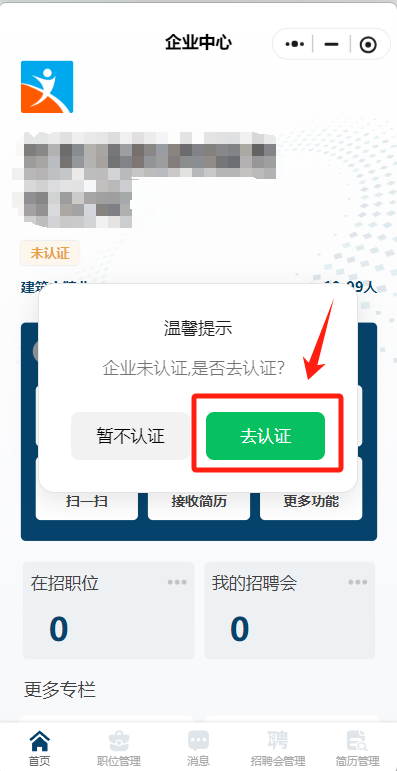 企业中心
未认证
温馨提示
企业未认证,是否去认证?
暂不认证
去认证
扫一扫
接收简历
更多功能
在招职位
我的招聘会
0
0
更多专栏
首页
职位管理
消息
招聘会管理
简历管理